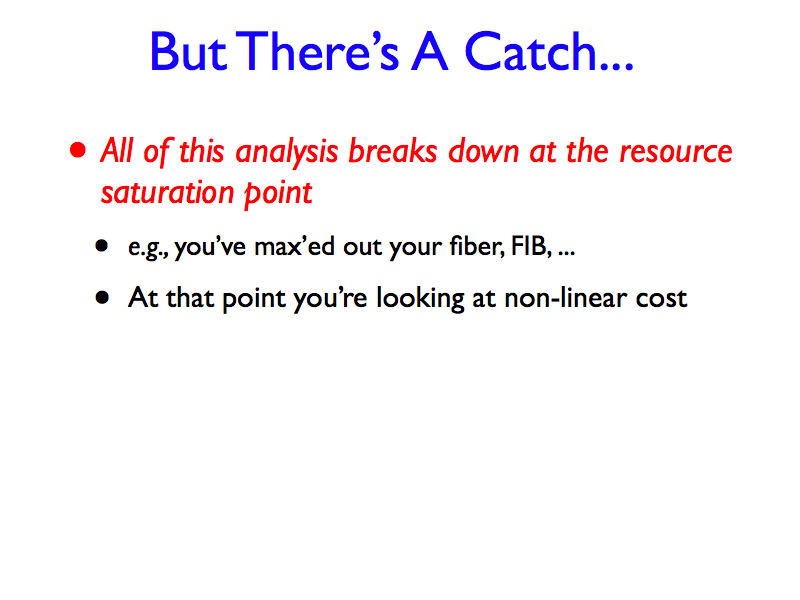 But There's A Catch...
• All of this analysis breaks down at the resource
saturation point
• e.g., you've max'ed out your fiber, FIB, ...
• At that point you're looking at non-linear cost